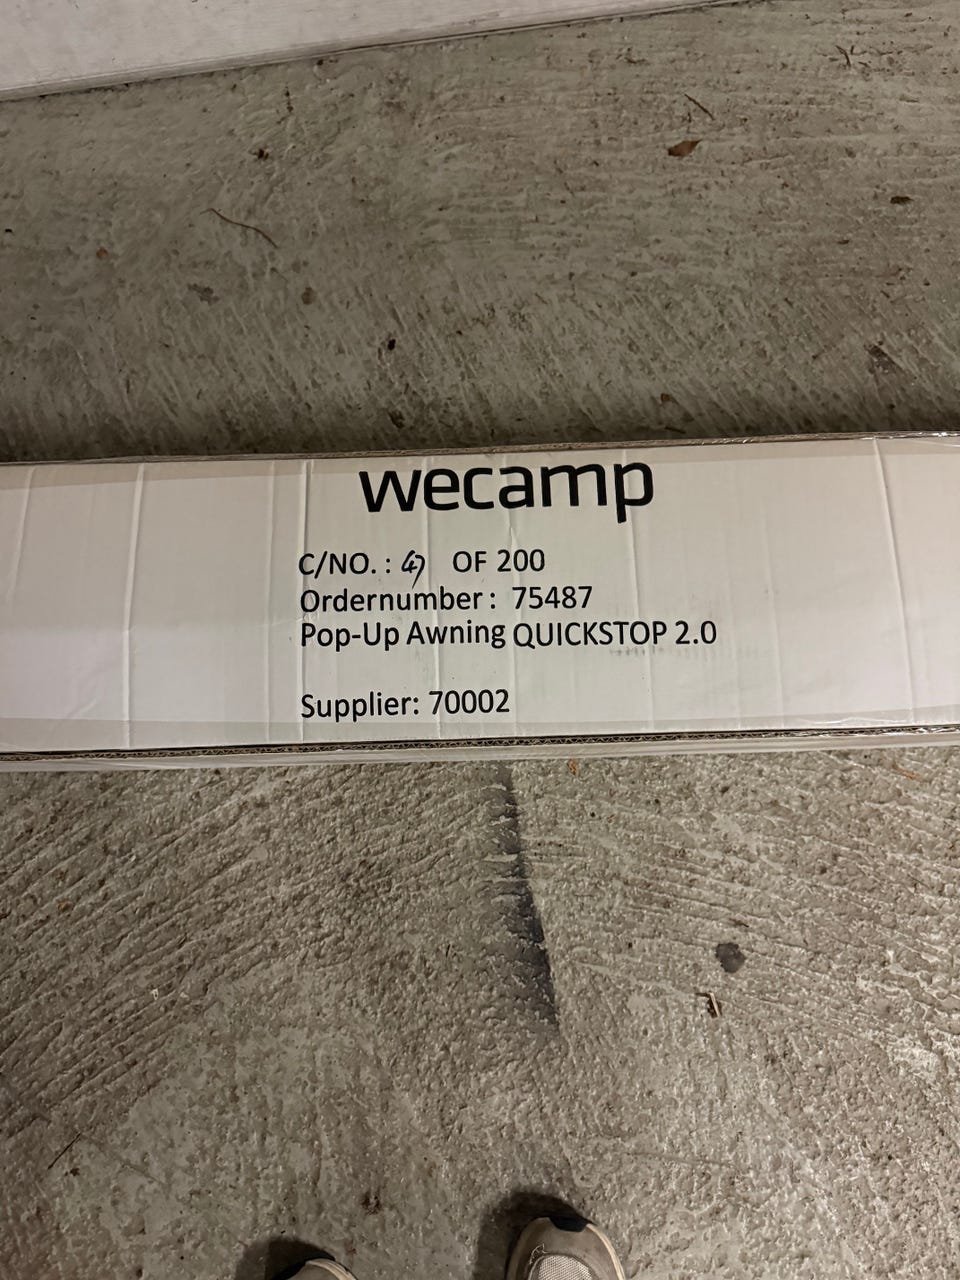 wecamp
C/NO. : 47 OF 200
Ordernumber : 75487
Pop-Up Awning QUICKSTOP 2.0
Supplier: 70002